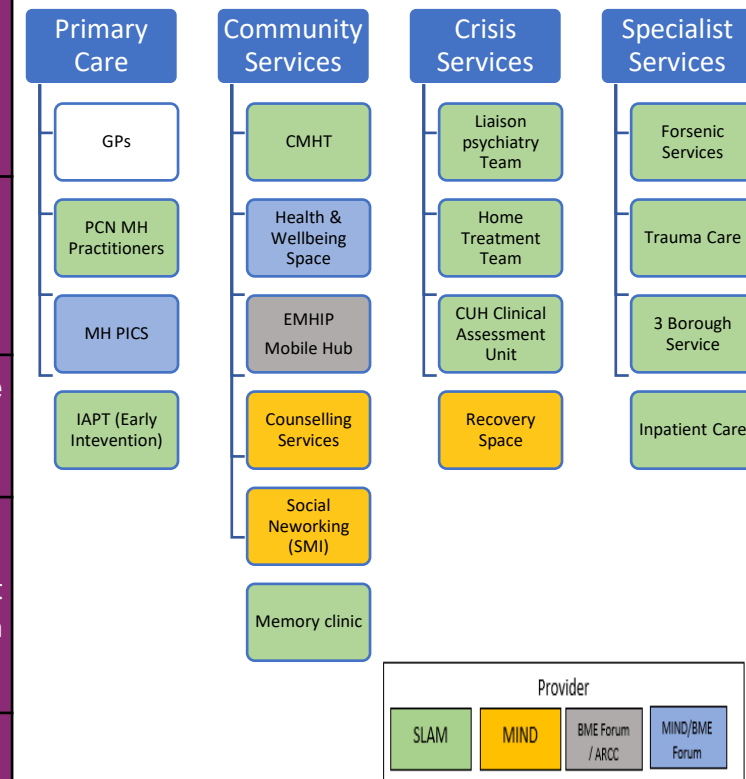 Primary
Care
GPs
PCN MH
Practitioners
MH PICS
IAPT (Early
Intevention)
Community
Services
CMHT
Health &
Wellbeing
Space
EMHIP
Mobile Hub
Counselling
Services
Social
Neworking
(SMI)
Memory clinic
Crisis
Services
Liaison
psychiatry
Team
Home
Treatment
Team
CUH Clinical
Assessment
Unit
Recovery
Space
Specialist
Services
Forsenic
Services
Trauma Care
3 Borough
Service
Inpatient Care
Provider
SLAM
MIND
BME Forum
/ ARCC
MIND/BME
Forum